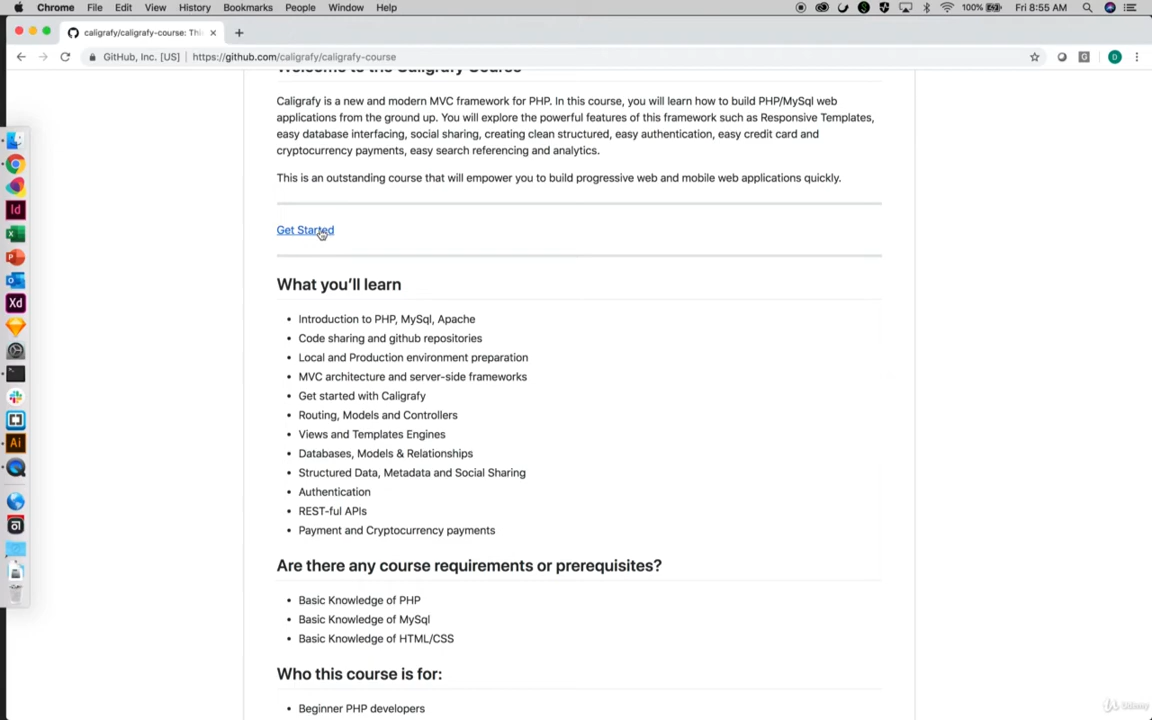 Chrome File Edit View History Bookmarks People Window Help 100% Fri 8:55 AM
caligrafy/caligrafy-course: Thi
GitHub, Inc. [US] https://github.com/caligrafy/caligrafy-course D
Welcome to the Caligrafy Course
Caligrafy is a new and modern MVC framework for PHP. In this course, you will learn how to build PHP/MySql web
applications from the ground up. You will explore the powerful features of this framework such as Responsive Templates,
easy database interfacing, social sharing, creating clean structured, easy authentication, easy credit card and
cryptocurrency payments, easy search referencing and analytics.
This is an outstanding course that will empower you to build progressive web and mobile web applications quickly.
Get Started
What you'll learn
Introduction to PHP, MySql, Apache
Code sharing and github repositories
Local and Production environment preparation
MVC architecture and server-side frameworks
Get started with Caligrafy
Routing, Models and Controllers
Views and Templates Engines
Databases, Models & Relationships
Structured Data, Metadata and Social Sharing
Authentication
REST-ful APIs
Payment and Cryptocurrency payments
Are there any course requirements or prerequisites?
Basic Knowledge of PHP
Basic Knowledge of MySql
Basic Knowledge of HTML/CSS
Who this course is for:
Beginner PHP developers
Id
Xd
Ai
Udemy